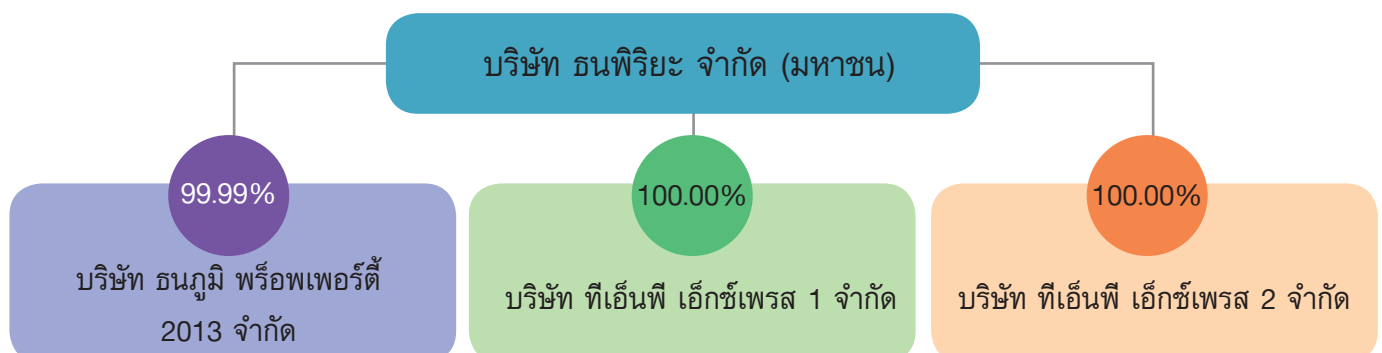 บริษัท ธนพิริยะ จำกัด (มหาชน)
99.99%
100.00%
100.00%
บริษัท ธนภูมิ พร็อพเพอร์ตี้
2013 จำกัด
บริษัท ทีเอ็นพี เอ็กซ์เพรส 1 จำกัด
บริษัท ทีเอ็นพี เอ็กซ์เพรส 2 จำกัด